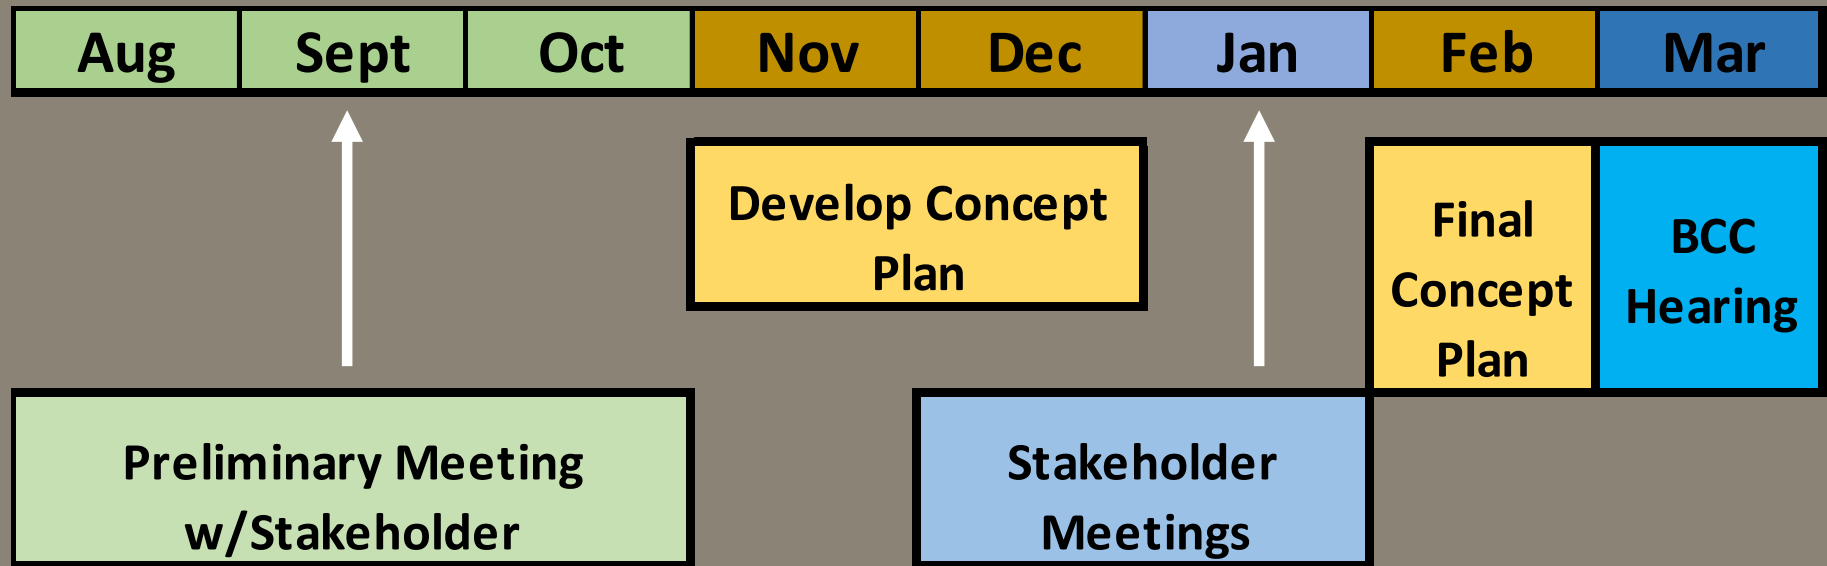 Aug Sept Oct Nov Dec Jan Feb Mar
Develop Concept
Plan
Final
Concept
Plan
BCC
Hearing
Preliminary Meeting
w/Stakeholder
Stakeholder
Meetings